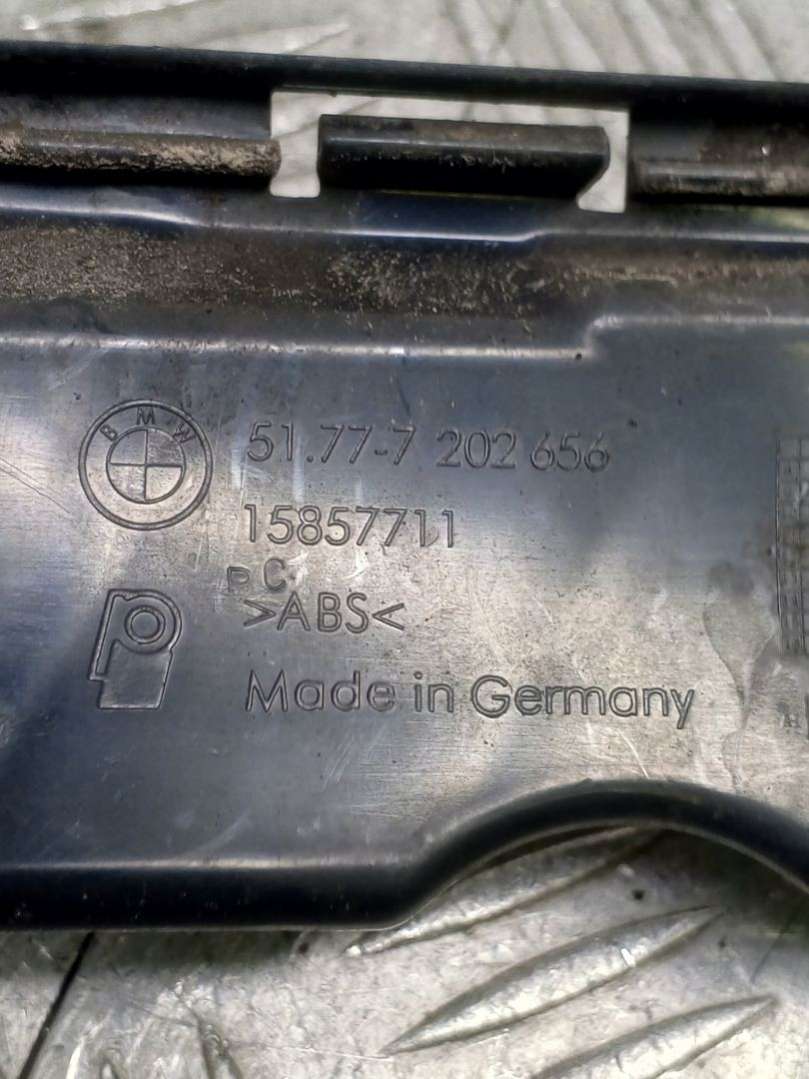 BMW
51.77-7 202 656
15857711
PC
>ABS<
Made in Germany